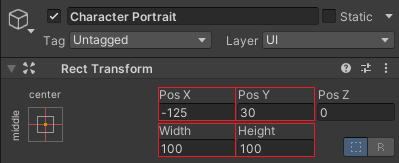 Character Portrait
Static
Tag Untagged Layer UI
Rect Transform
center
middle
Pos X Pos Y Pos Z
-125 30 0
Width Height
100 100
R